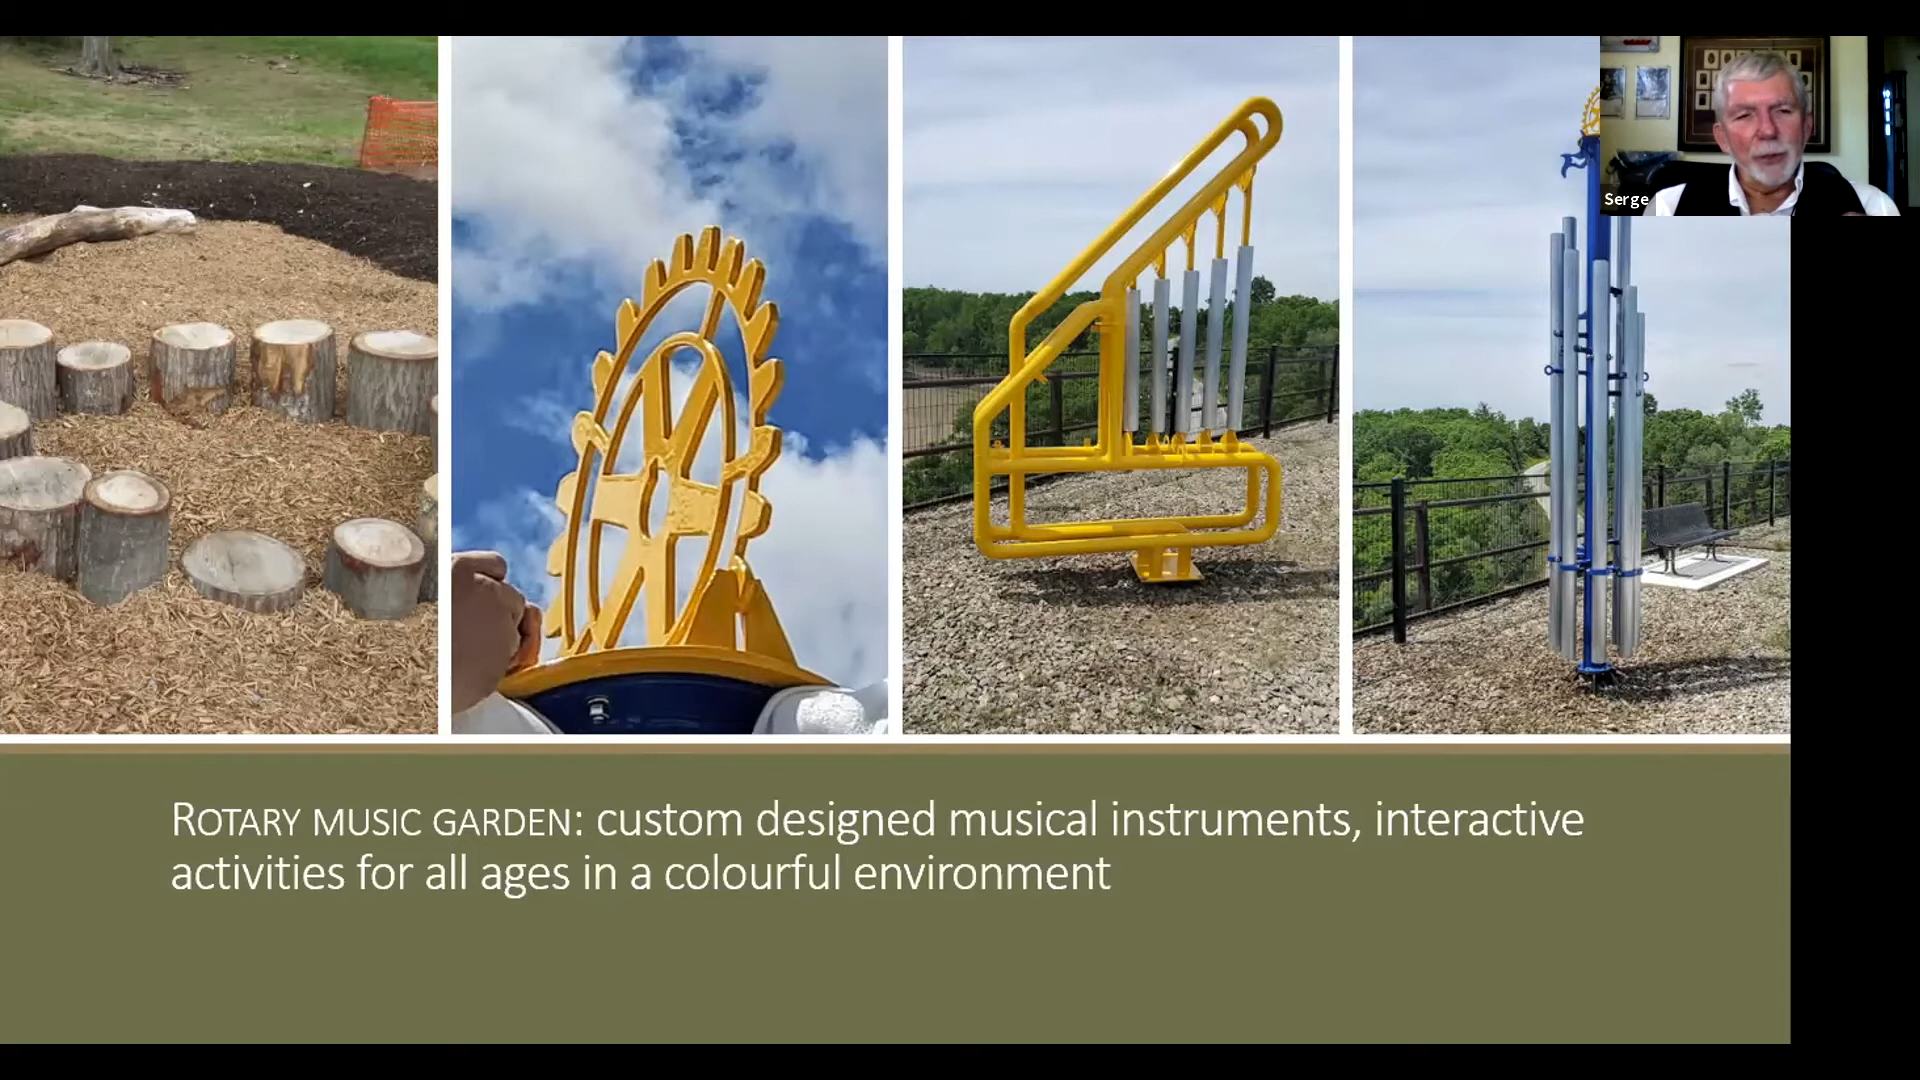 Serge
ROTARY MUSIC GARDEN: custom designed musical instruments, interactive
activities for all ages in a colourful environment